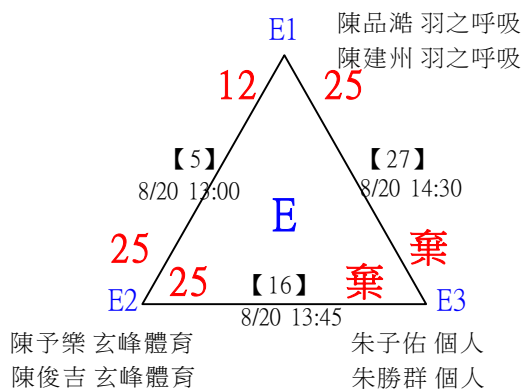 E1
陳品澔 羽之呼吸
陳建州 羽之呼吸
12
25
【5】
8/20 13:00
【27】
8/20 14:30
E
25
棄
25
【16】
棄
E2
8/20 13:45
E3
陳予樂 玄峰體育
陳俊吉 玄峰體育
朱子佑 個人
朱勝群 個人